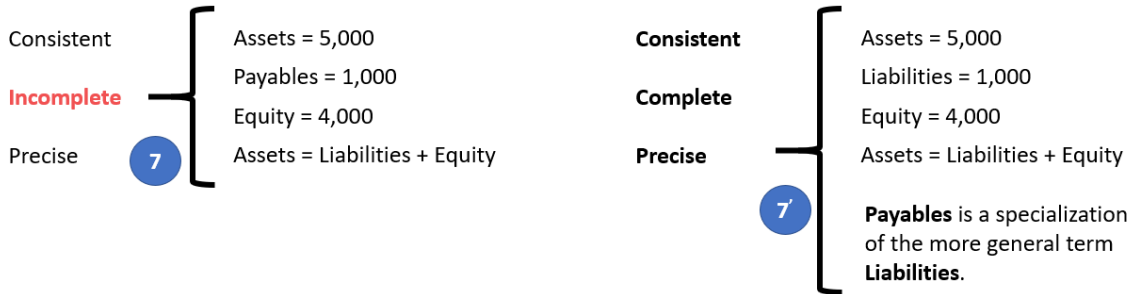 Consistent
Incomplete
Precise
7
Assets = 5,000
Payables = 1,000
Equity = 4,000
Assets = Liabilities + Equity
Consistent
Complete
Precise
7′
Assets = 5,000
Liabilities = 1,000
Equity = 4,000
Assets = Liabilities + Equity
Payables is a specialization
of the more general term
Liabilities.